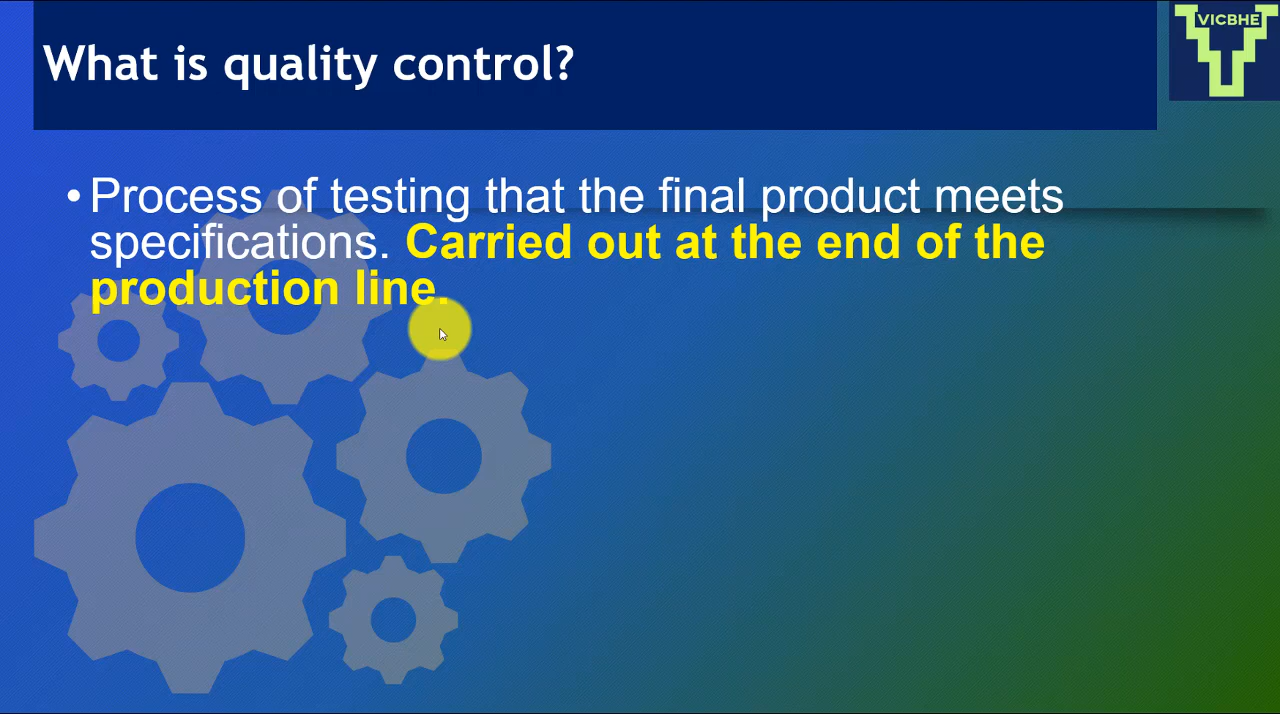 What is quality control?
VICBHE
• Process of testing that the final product meets
specifications. Carried out at the end of the
production line.